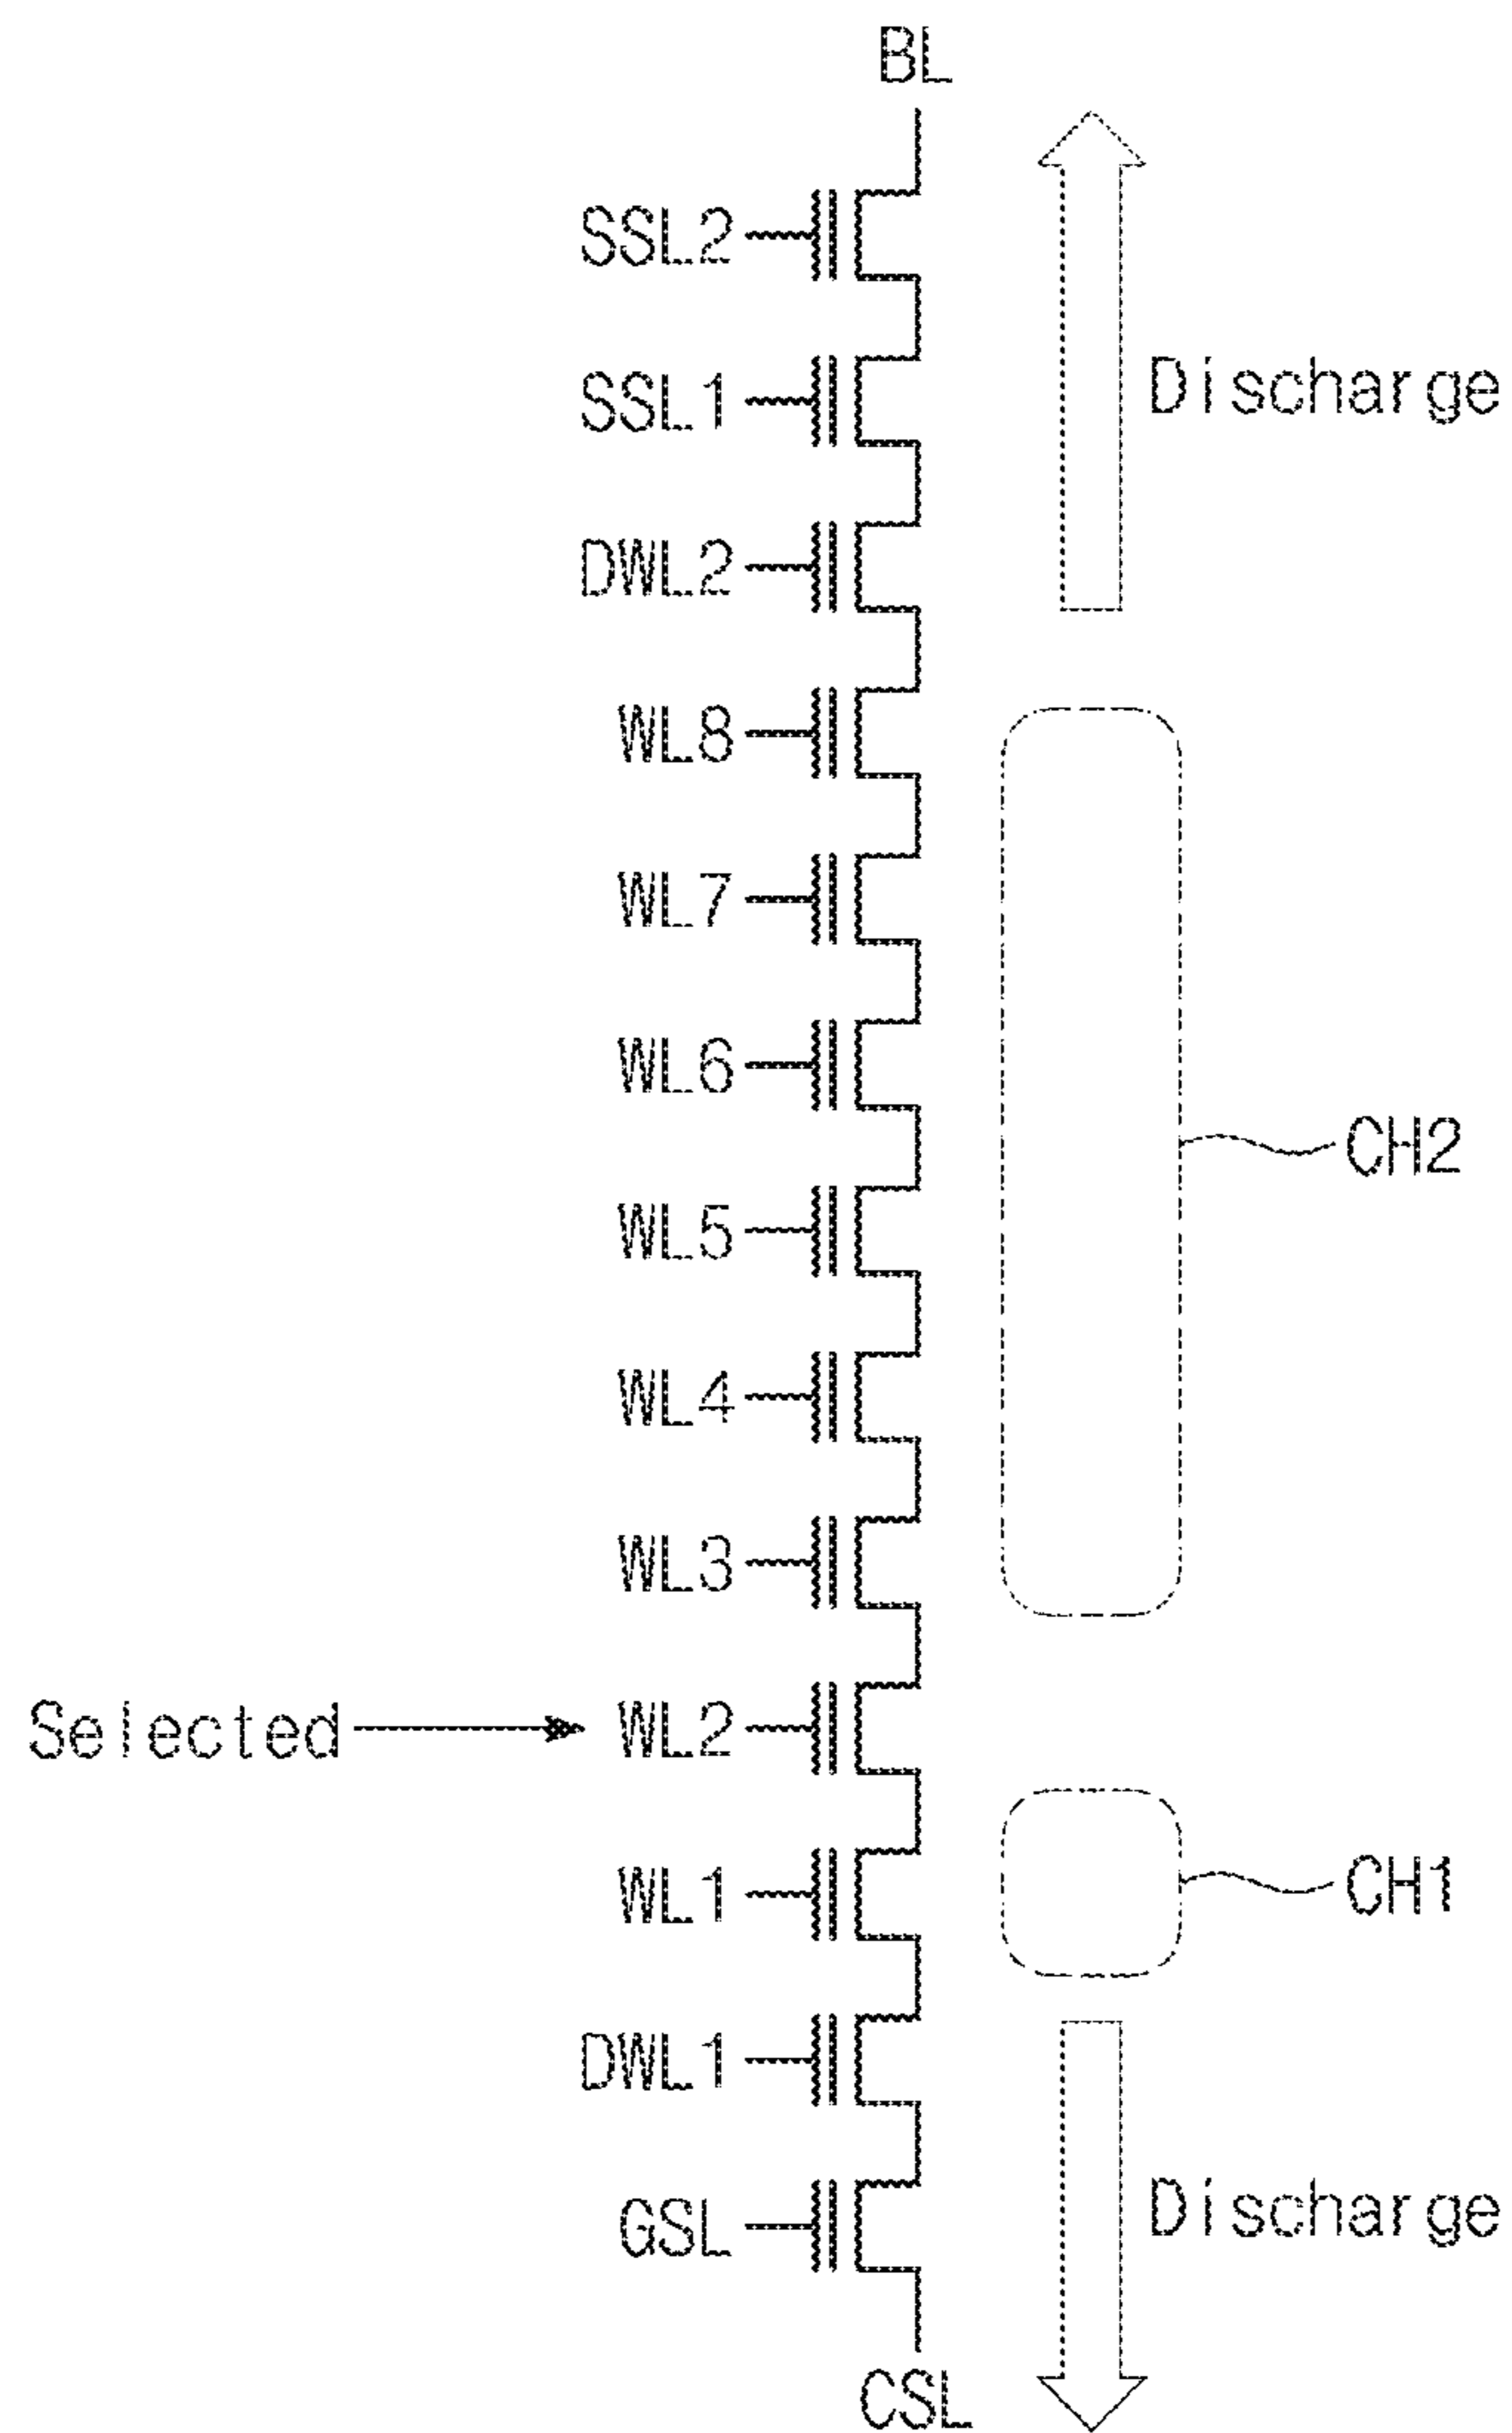 BL
SSL2
SSL1
Discharge
DWL2
WL8
WL7
WL6
CH2
WL5
WL4
WL3
Selected WL2
WL1 CH1
DWL1
GSL Discharge
CSL